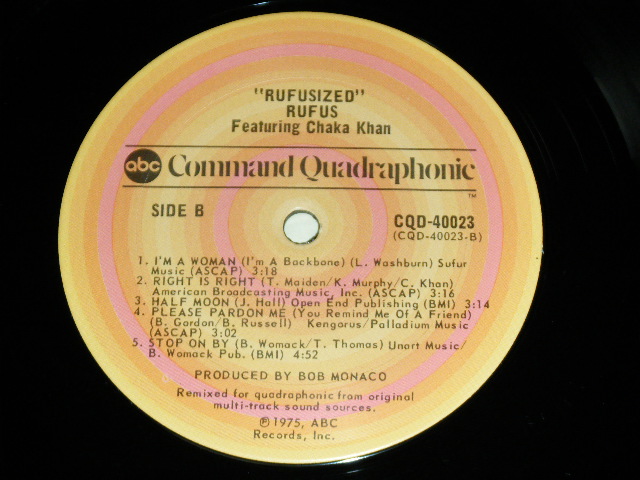 "RUFUSIZED"
RUFUS
Featuring Chaka Khan
abc Command Quadraphonic
TM
SIDE B
CQD-40023
(CQD-40023-B)
1. I'M A WOMAN (I'm A Backbone) (L. Washburn) Sufur
Music (ASCAP) 3:18
2. RIGHT IS RIGHT (T. Maiden/K. Murphy/C. Khan)
American Broadcasting Music, Inc. (ASCAP) 3:16
3. HALF MOON (J. Hall) Open End Publishing (BMI) 3:14
4. PLEASE PARDON ME (You Remind Me Of A Friend)
(B. Gordon/B. Russell) Kengorus/Palladium Music
(ASCAP) 3:02
5. STOP ON BY (B. Womack/T. Thomas) Unart Music/
B. Womack Pub. (BMI) 4:52
PRODUCED BY BOB MONACO
Remixed for quadraphonic from original
multi-track sound sources.
℗1975, ABC
Records, Inc.